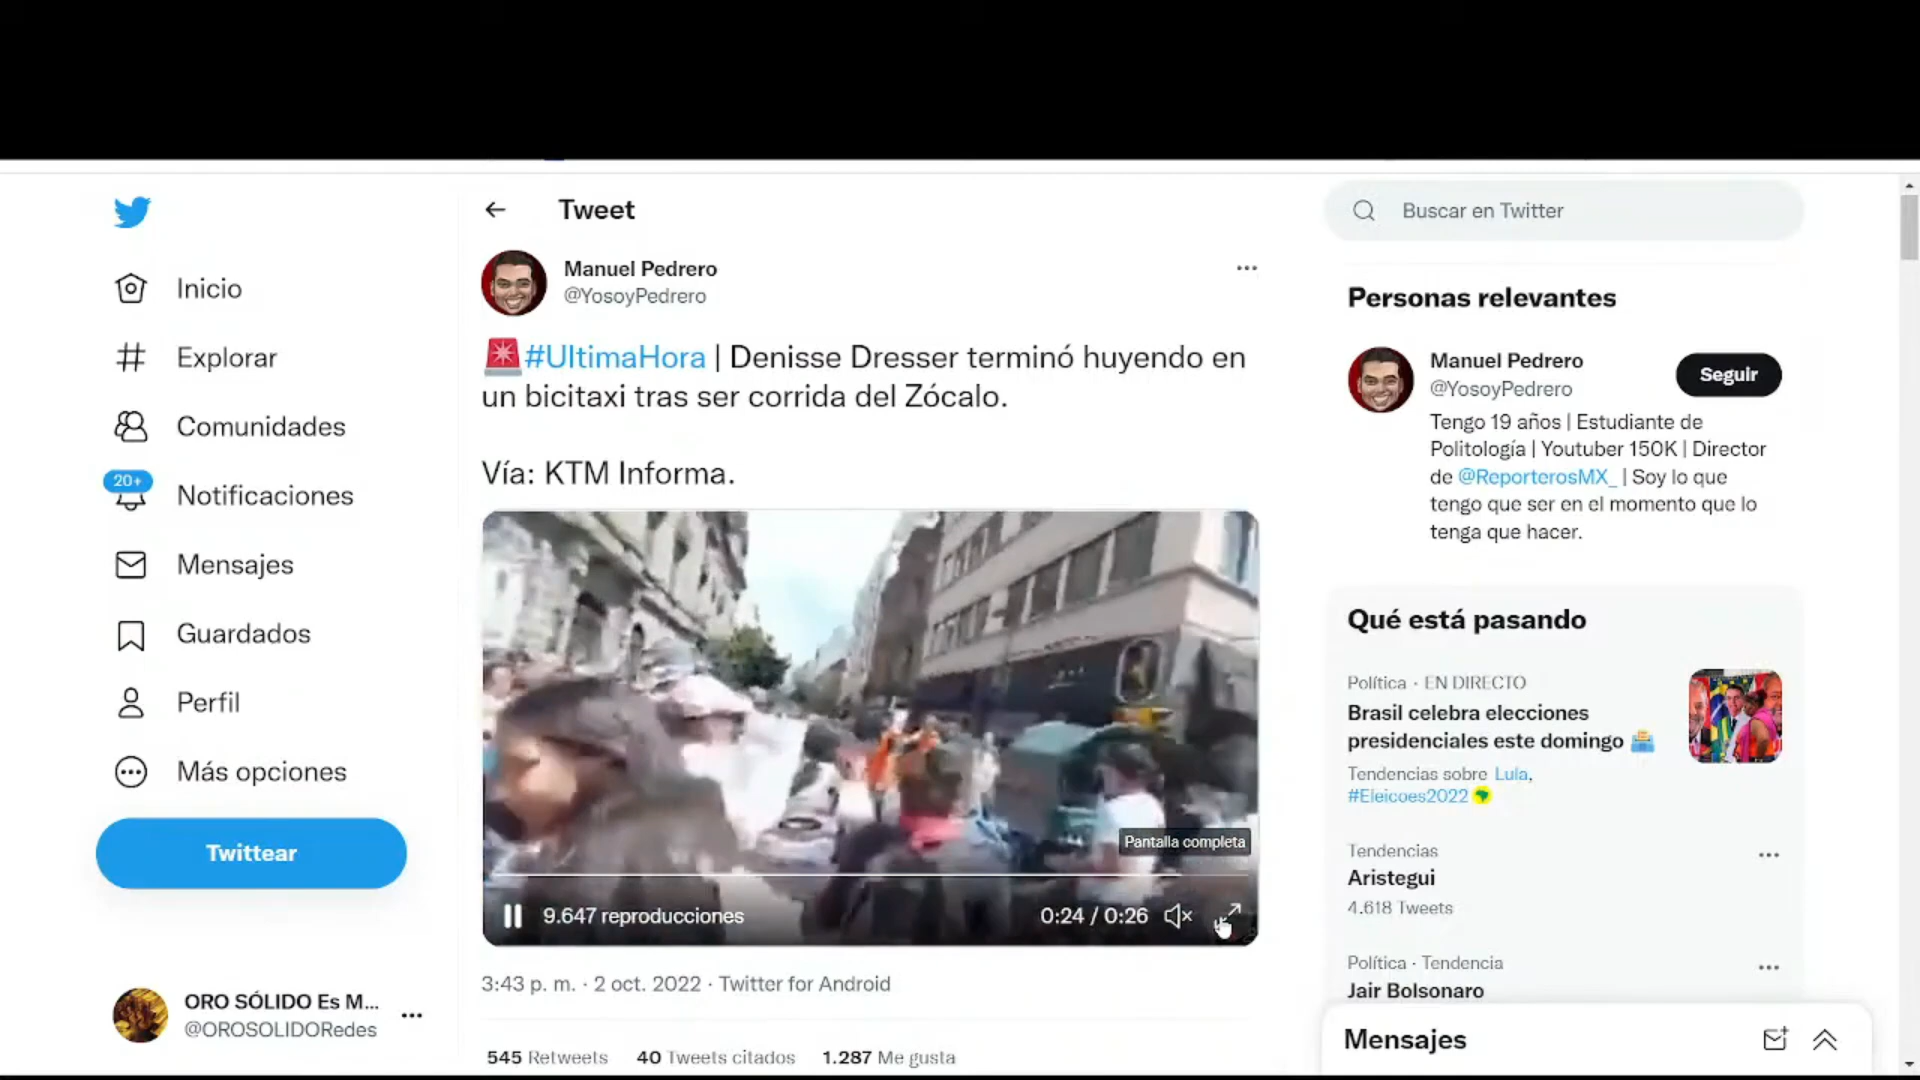 Inicio
Explorar
Comunidades
20+
Notificaciones
Mensajes
Guardados
Perfil
Más opciones
Twittear
ORO SÓLIDO Es M...
@OROSOLIDORedes
Tweet
Manuel Pedrero
@YosoyPedrero
#UltimaHora | Denisse Dresser terminó huyendo en
un bicitaxi tras ser corrida del Zócalo.
Vía: KTM Informa.
Pantalla completa
9.647 reproducciones
0:24 / 0:26
3:43 p. m. · 2 oct. 2022 · Twitter for Android
545 Retweets 40 Tweets citados 1.287 Me gusta
Buscar en Twitter
Personas relevantes
Manuel Pedrero
@YosoyPedrero
Seguir
Tengo 19 años | Estudiante de
Politología | Youtuber 150K | Director
de @ReporterosMX_ | Soy lo que
tengo que ser en el momento que lo
tenga que hacer.
Qué está pasando
Política · EN DIRECTO
Brasil celebra elecciones
presidenciales este domingo
Tendencias sobre Lula,
#Eleicoes2022
Tendencias
Aristegui
4.618 Tweets
Política · Tendencia
Jair Bolsonaro
Mensajes